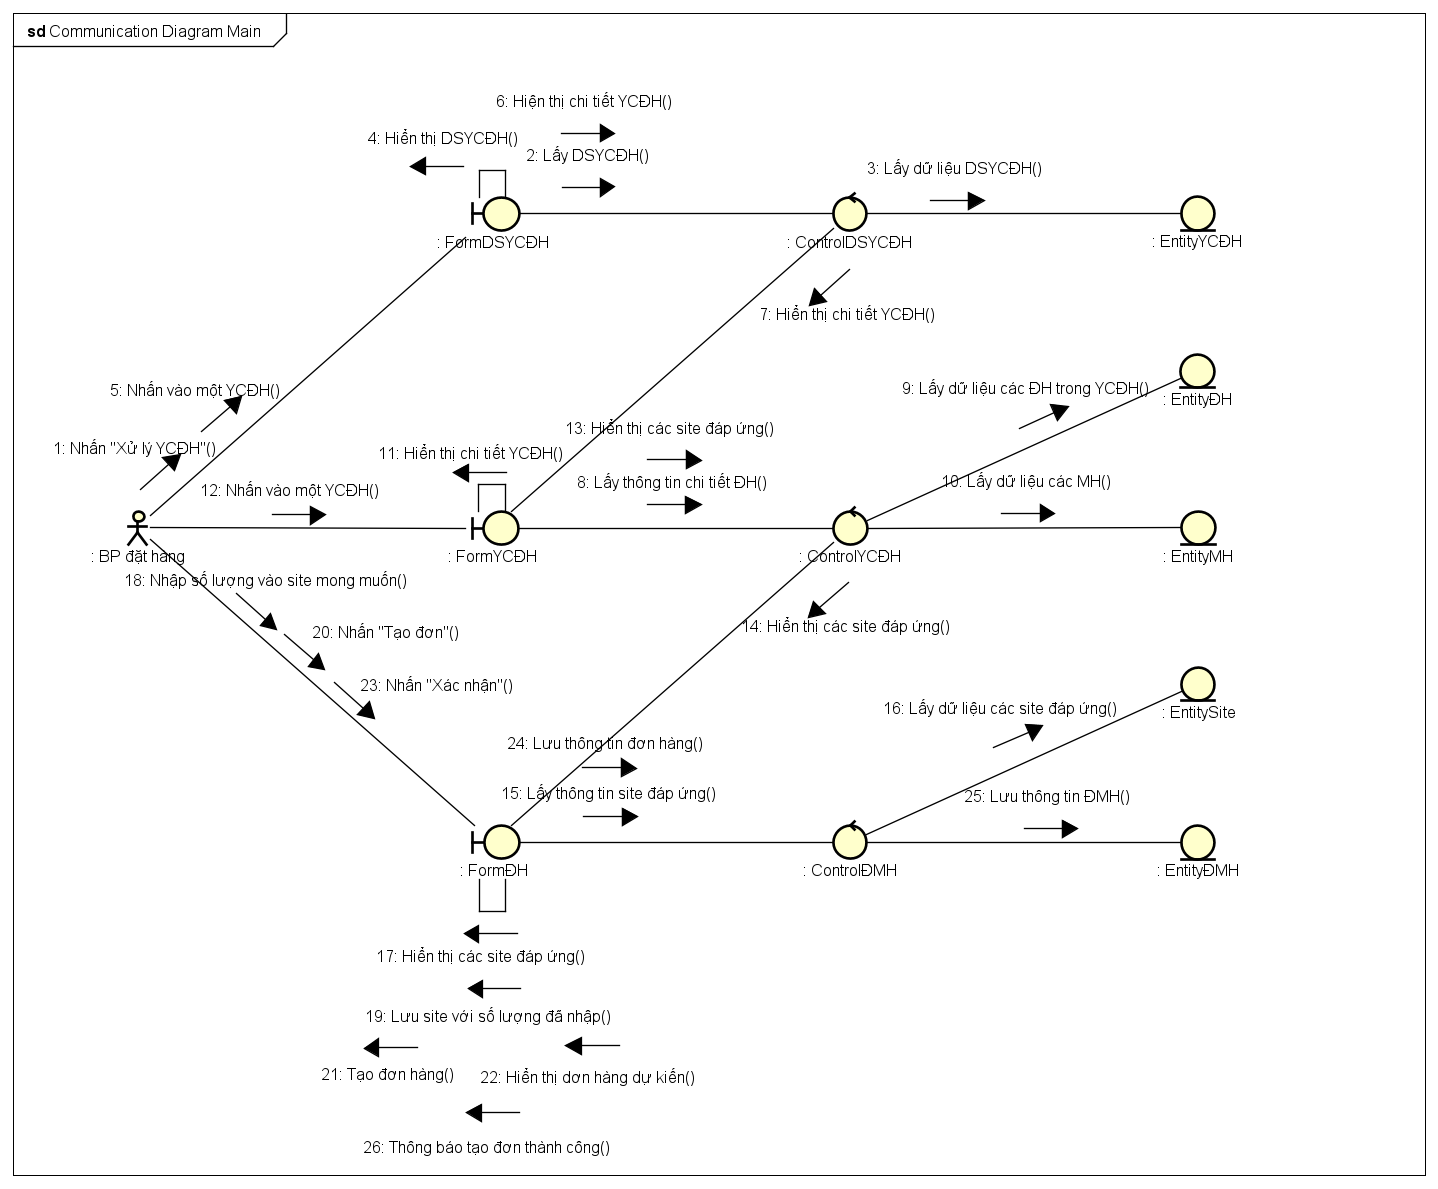 sd Communication Diagram Main
6: Hiện thị chi tiết YCĐH()
4: Hiển thị DSYCĐH()
2: Lấy DSYCĐH()
3: Lấy dữ liệu DSYCĐH()
: FormDSYCĐH
: ControlDSYCĐH
: EntityYCĐH
7: Hiển thị chi tiết YCĐH()
5: Nhấn vào một YCĐH()
9: Lấy dữ liệu các ĐH trong YCĐH()
: EntityĐH
1: Nhấn "Xử lý YCĐH"()
13: Hiển thị các site đáp ứng()
11: Hiển thị chi tiết YCĐH()
12: Nhấn vào một YCĐH()
8: Lấy thông tin chi tiết ĐH()
10: Lấy dữ liệu các MH()
: BP đặt hàng
: FormYCĐH
: ControlYCĐH
: EntityMH
18: Nhập số lượng vào site mong muốn()
20: Nhấn "Tạo đơn"()
14: Hiển thị các site đáp ứng()
23: Nhấn "Xác nhận"()
16: Lấy dữ liệu các site đáp ứng()
: EntitySite
24: Lưu thông tin đơn hàng()
15: Lấy thông tin site đáp ứng()
25: Lưu thông tin ĐMH()
: FormĐH
: ControlĐMH
: EntityĐMH
17: Hiển thị các site đáp ứng()
19: Lưu site với số lượng đã nhập()
21: Tạo đơn hàng()
22: Hiển thị dơn hàng dự kiến()
26: Thông báo tạo đơn thành công()